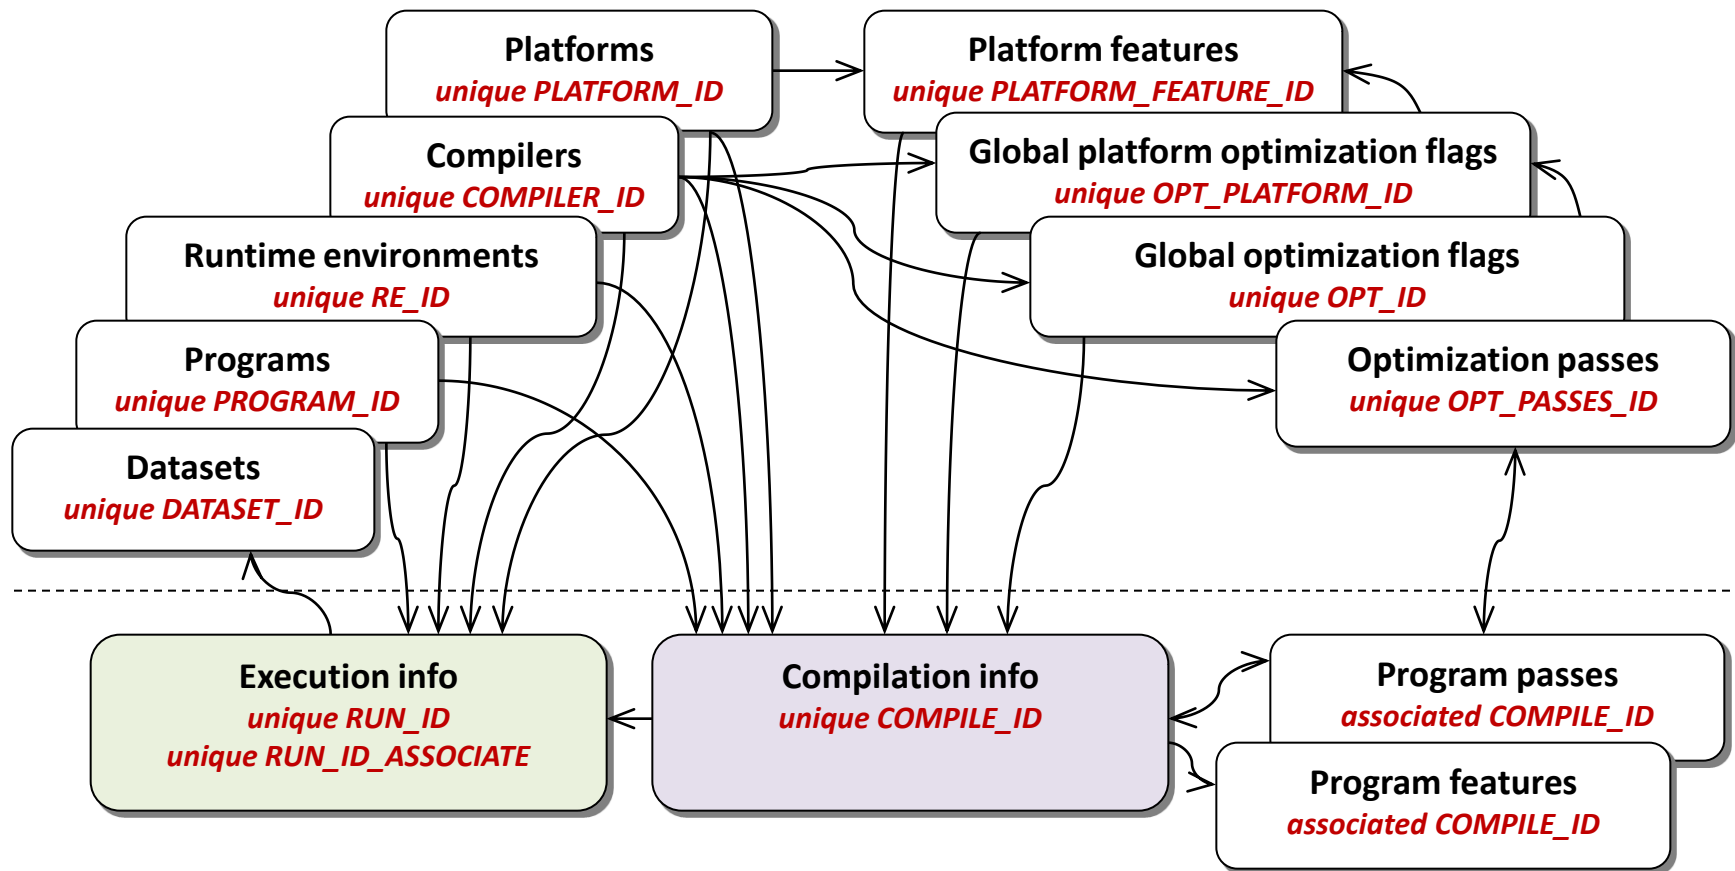 Platforms
unique PLATFORM_ID
Platform features
unique PLATFORM_FEATURE_ID
Compilers
unique COMPILER_ID
Global platform optimization flags
unique OPT_PLATFORM_ID
Runtime environments
unique RE_ID
Global optimization flags
unique OPT_ID
Programs
unique PROGRAM_ID
Optimization passes
unique OPT_PASSES_ID
Datasets
unique DATASET_ID
Execution info
unique RUN_ID
unique RUN_ID_ASSOCIATE
Compilation info
unique COMPILE_ID
Program passes
associated COMPILE_ID
Program features
associated COMPILE_ID